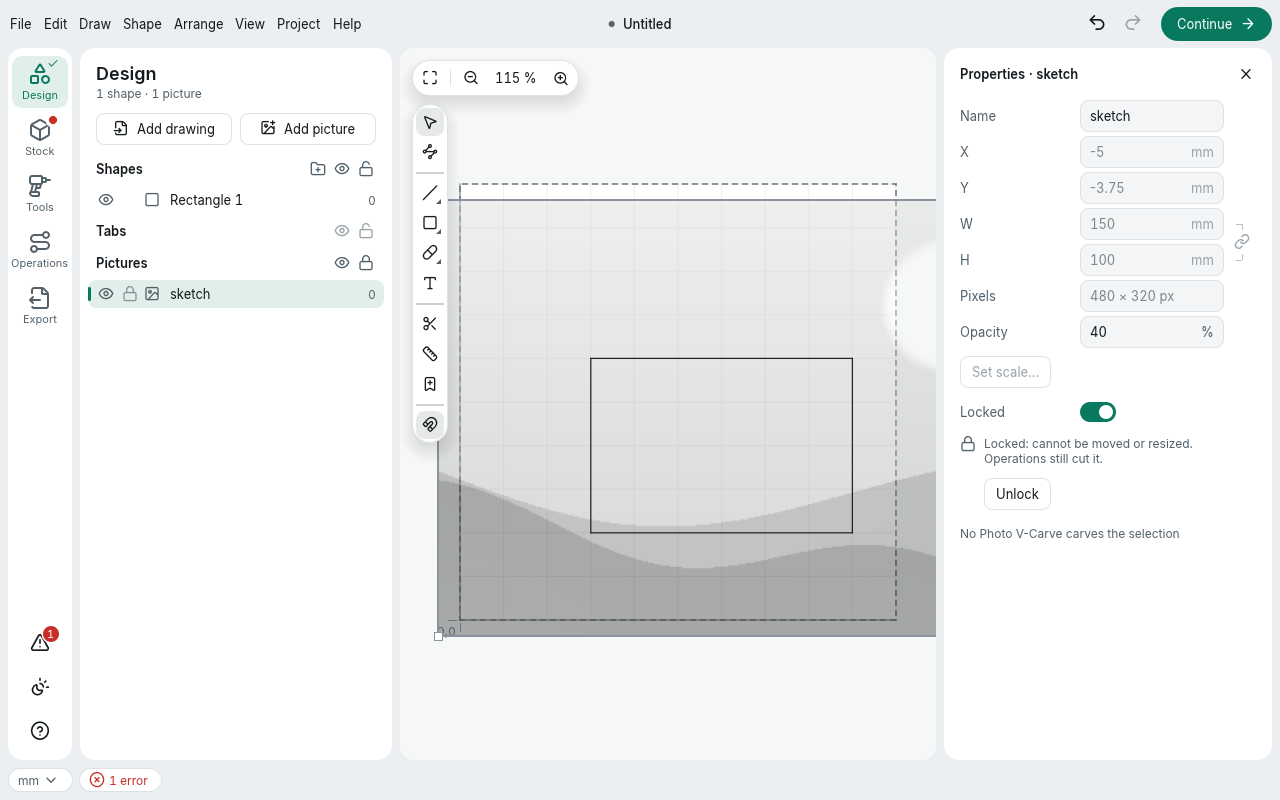 File Edit Draw Shape Arrange View Project Help
Untitled
Continue
Design
Stock
Tools
Operations
Export
1
Design
1 shape · 1 picture
Add drawing
Add picture
Shapes
Rectangle 1 0
Tabs
Pictures
sketch 0
115 %
0,0
Properties · sketch
Name sketch
X -5 mm
Y -3.75 mm
W 150 mm
H 100 mm
Pixels 480 × 320 px
Opacity 40 %
Set scale...
Locked
Locked: cannot be moved or resized.
Operations still cut it.
Unlock
No Photo V-Carve carves the selection
mm
1 error